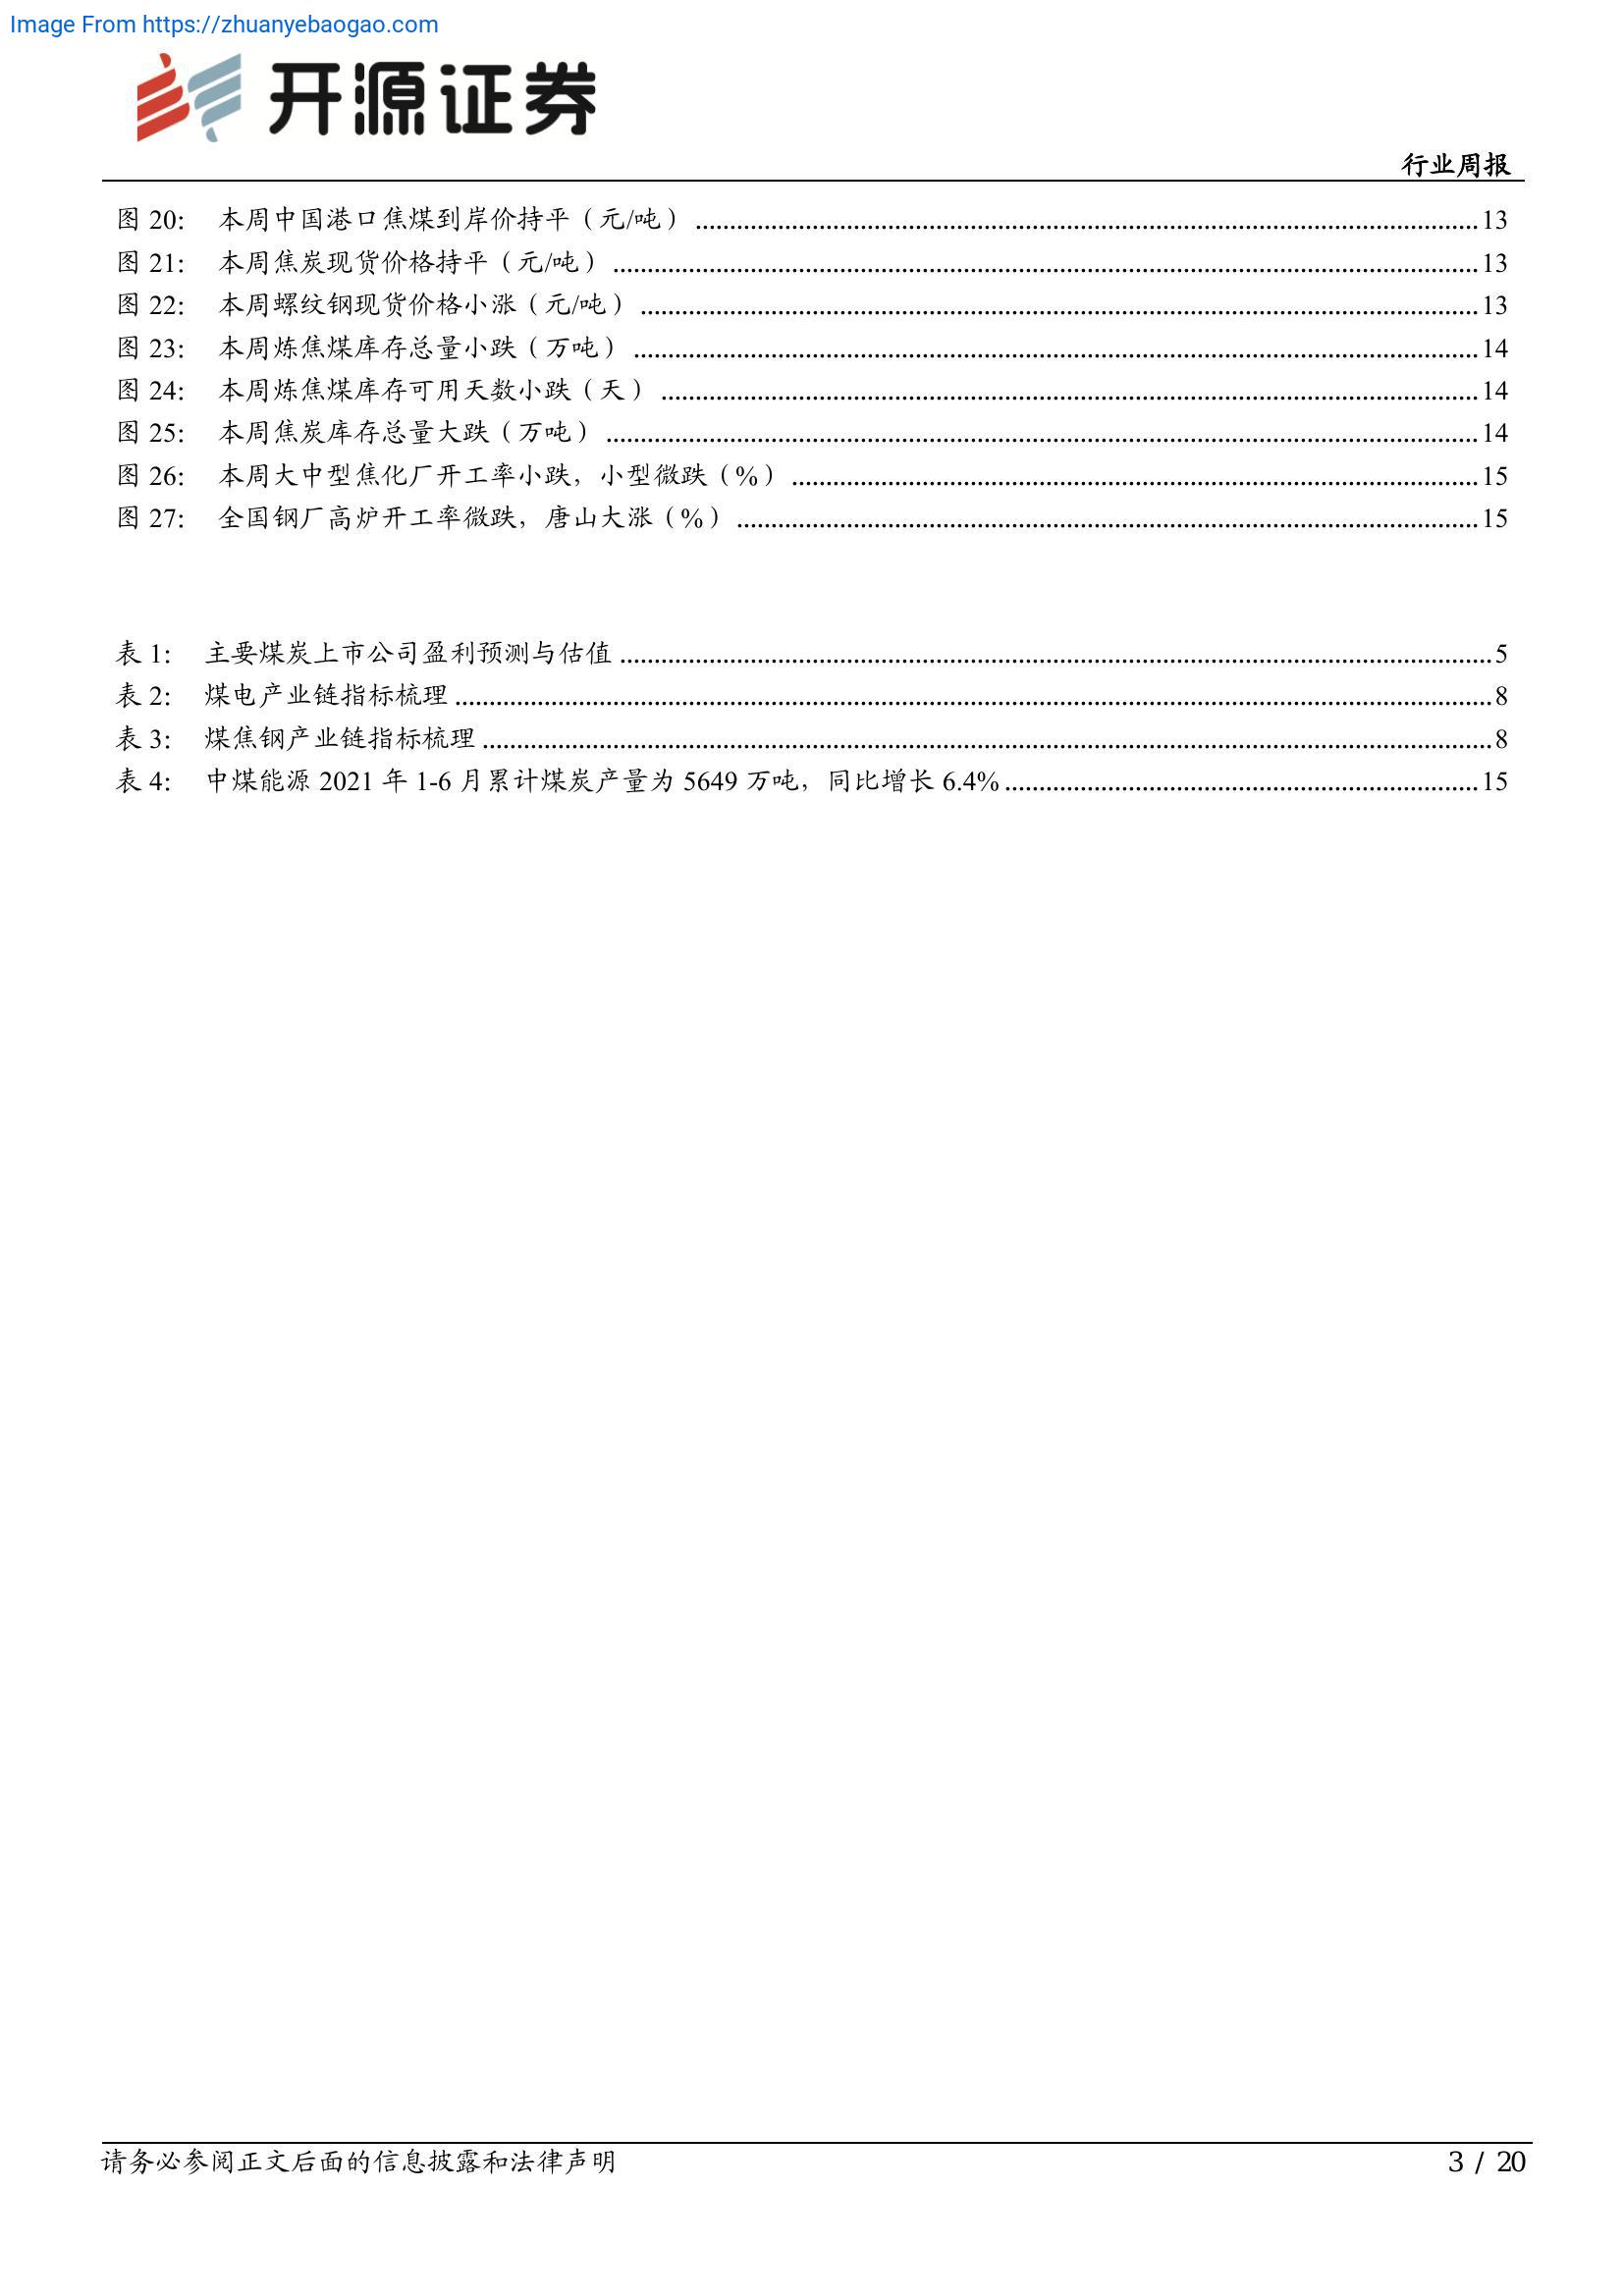 Image From https://zhuanyebaogao.com
开源证券
行业周报
图 20: 本周中国港口焦煤到岸价持平（元/吨） ........ 13
图 21: 本周焦炭现货价格持平（元/吨） ........ 13
图 22: 本周螺纹钢现货价格小涨（元/吨） ........ 13
图 23: 本周炼焦煤库存总量小跌（万吨） ........ 14
图 24: 本周炼焦煤库存可用天数小跌（天） ........ 14
图 25: 本周焦炭库存总量大跌（万吨） ........ 14
图 26: 本周大中型焦化厂开工率小跌，小型微跌（%） ........ 15
图 27: 全国钢厂高炉开工率微跌，唐山大涨（%） ........ 15
表 1: 主要煤炭上市公司盈利预测与估值 ........ 5
表 2: 煤电产业链指标梳理 ........ 8
表 3: 煤焦钢产业链指标梳理 ........ 8
表 4: 中煤能源 2021 年 1-6 月累计煤炭产量为 5649 万吨，同比增长 6.4% ........ 15
请务必参阅正文后面的信息披露和法律声明
3 / 20